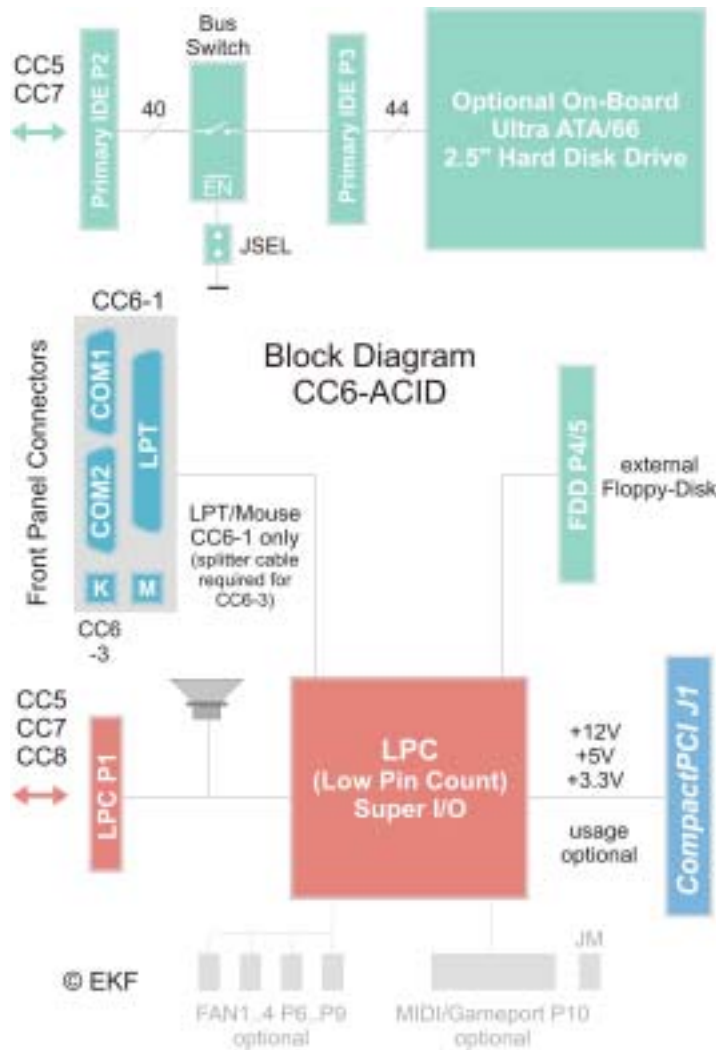 Bus
Switch
CC5
CC7
Primary IDE P2
40
EN
JSEL
Primary IDE P3
44
Optional On-Board
Ultra ATA/66
2.5" Hard Disk Drive
CC6-1
Front Panel Connectors
COM1
COM2
LPT
K
M
CC6
-3
Block Diagram
CC6-ACID
LPT/Mouse
CC6-1 only
(splitter cable
required for
CC6-3)
FDD P4/5
external
Floppy-Disk
CC5
CC7
CC8
LPC P1
LPC
(Low Pin Count)
Super I/O
+12V
+5V
+3.3V
usage
optional
CompactPCI J1
© EKF
FAN1..4 P6..P9
optional
MIDI/Gameport P10
optional
JM